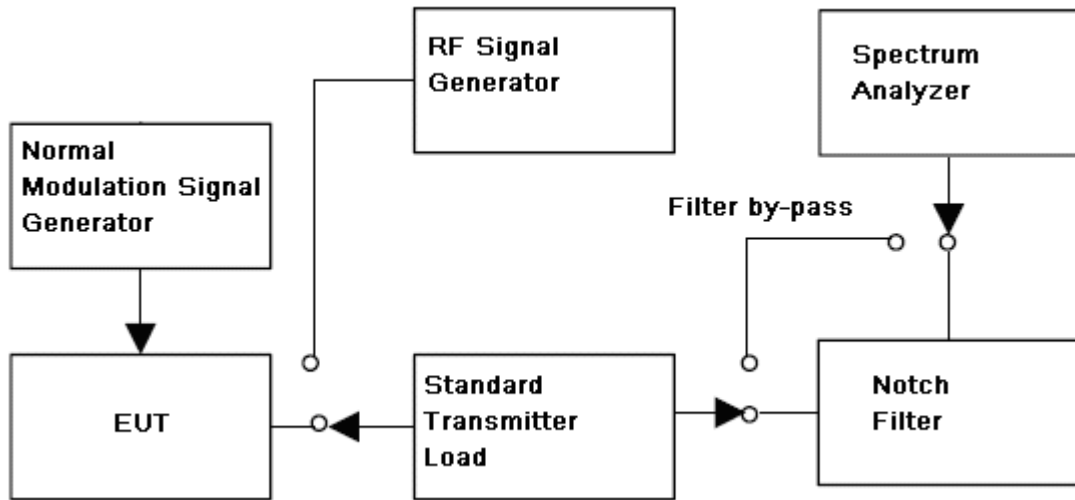 RF Signal
Generator
Spectrum
Analyzer
Normal
Modulation Signal
Generator
Filter by-pass
EUT
Standard
Transmitter
Load
Notch
Filter